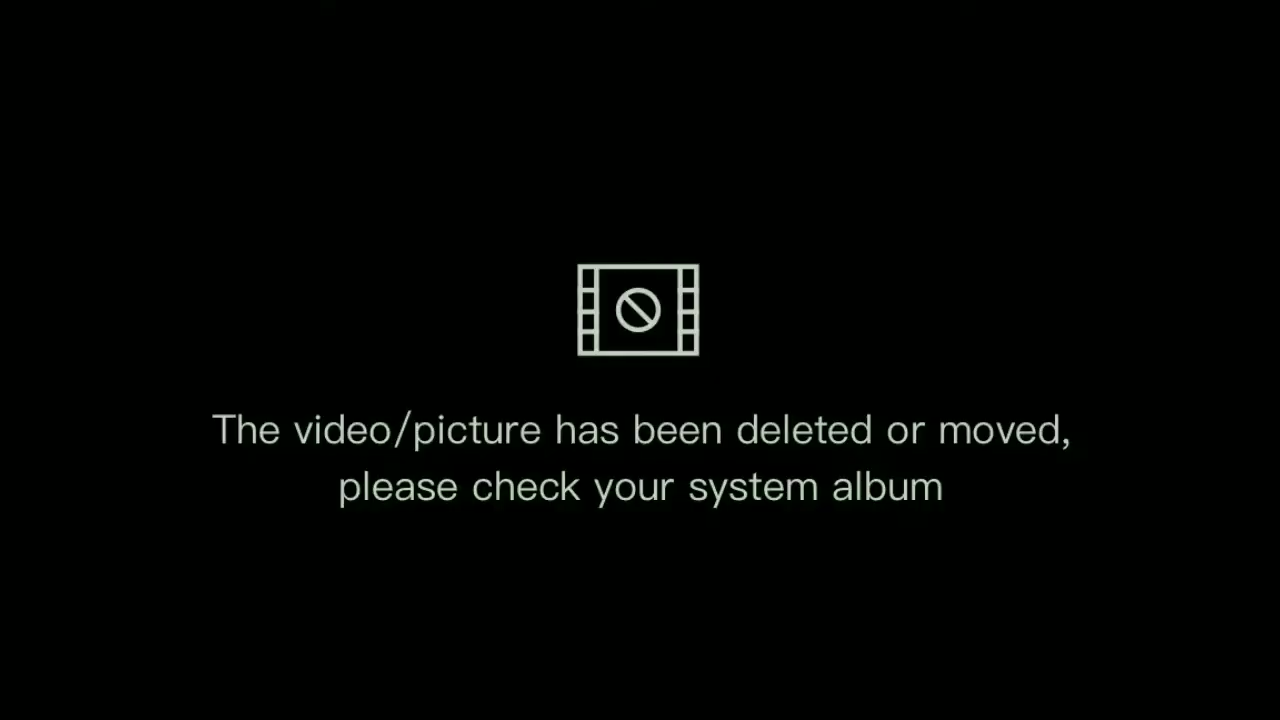 The video/picture has been deleted or moved,
please check your system album